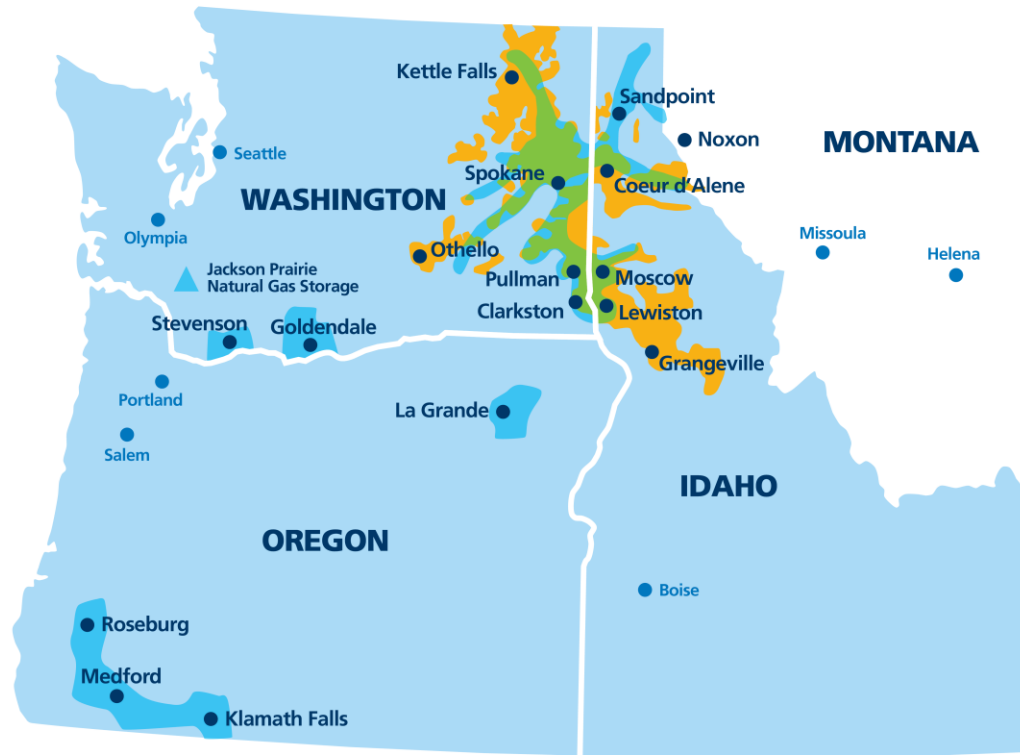 Kettle Falls
Sandpoint
Noxon
MONTANA
Seattle
Spokane
Coeur d'Alene
WASHINGTON
Olympia
Othello
Missoula
Helena
Jackson Prairie
Natural Gas Storage
Pullman
Moscow
Clarkston
Lewiston
Stevenson
Goldendale
Grangeville
Portland
La Grande
Salem
IDAHO
OREGON
Boise
Roseburg
Medford
Klamath Falls